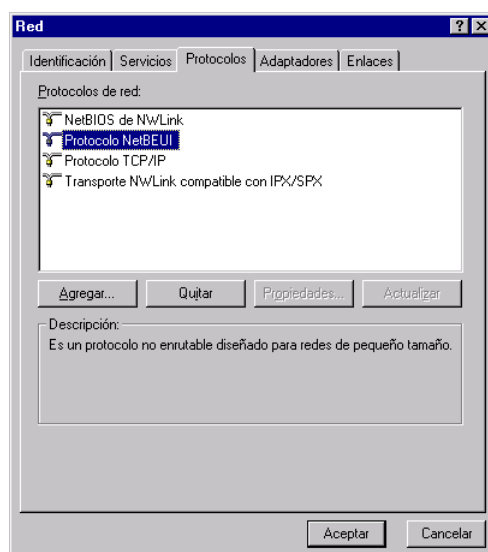 Red
Identificación Servicios Protocolos Adaptadores Enlaces
Protocolos de red:
NetBIOS de NWLink
Protocolo NetBEUI
Protocolo TCP/IP
Transporte NWLink compatible con IPX/SPX
Agregar... Quitar Propiedades... Actualizar
Descripción:
Es un protocolo no enrutable diseñado para redes de pequeño tamaño.
Aceptar Cancelar